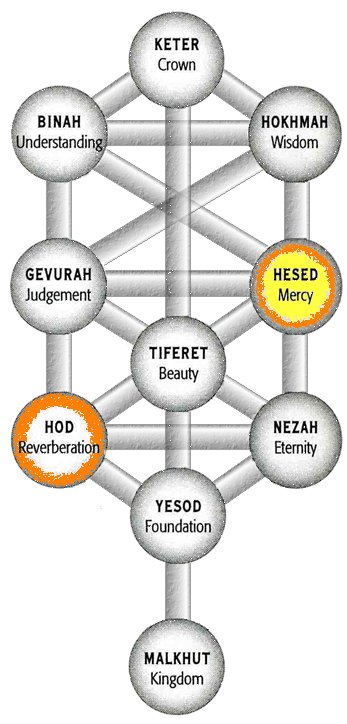 KETER
Crown
BINAH
Understanding
HOKHMAH
Wisdom
GEVURAH
Judgement
HESED
Mercy
TIFERET
Beauty
HOD
Reverberation
NEZAH
Eternity
YESOD
Foundation
MALKHUT
Kingdom